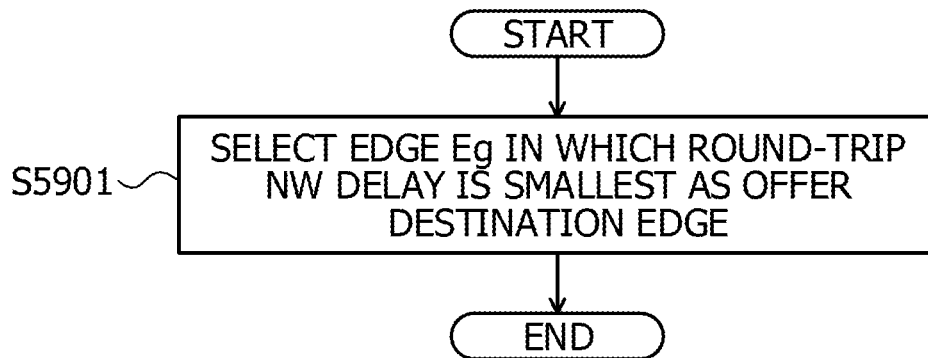 START
SELECT EDGE Eg IN WHICH ROUND-TRIP
S5901
NW DELAY IS SMALLEST AS OFFER
DESTINATION EDGE
END